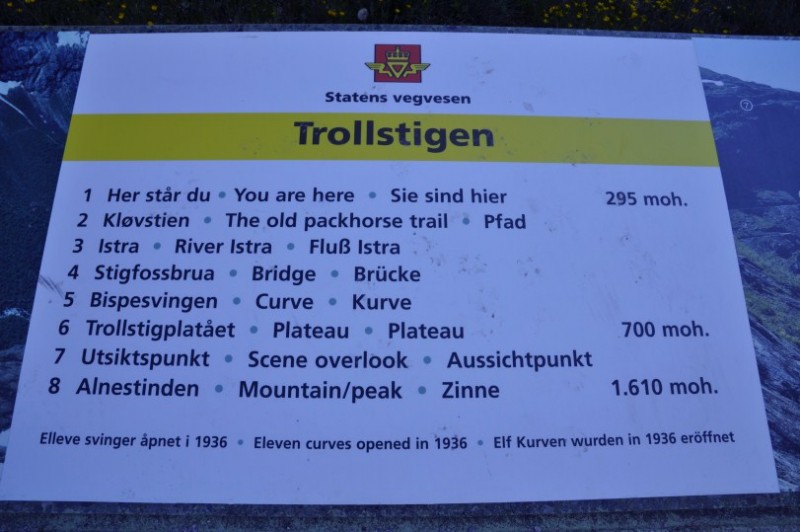 Statens vegvesen
Trollstigen
1 Her står du • You are here • Sie sind hier 295 moh.
2 Kløvstien • The old packhorse trail • Pfad
3 Istra • River Istra • Fluß Istra
4 Stigfossbrua • Bridge • Brücke
5 Bispesvingen • Curve • Kurve
6 Trollstigplatået • Plateau • Plateau 700 moh.
7 Utsiktspunkt • Scene overlook • Aussichtpunkt
8 Alnestinden • Mountain/peak • Zinne 1.610 moh.
Elleve svinger åpnet i 1936 • Eleven curves opened in 1936 • Elf Kurven wurden in 1936 eröffnet